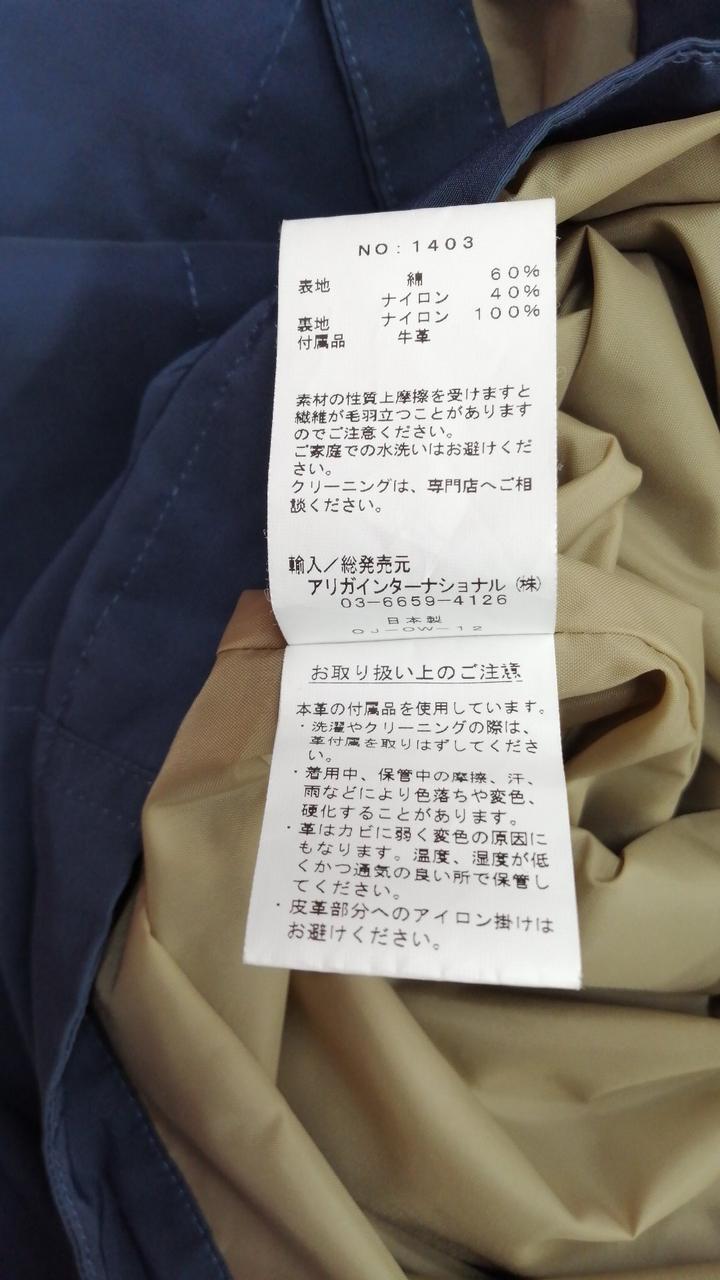 NO：1403
表地 綿 60%
ナイロン 40%
裏地 ナイロン 100%
付属品 牛革
素材の性質上摩擦を受けますと
繊維が毛羽立つことがあります
のでご注意ください。
ご家庭での水洗いはお避けくだ
さい。
クリーニングは、専門店へご相
談ください。
輸入／総発売元
アリガインターナショナル（株）
03－6659－4126
日本製
OJ－OW－12
お取り扱い上のご注意
本革の付属品を使用しています。
・洗濯やクリーニングの際は、
革付属を取りはずしてくださ
い。
・着用中、保管中の摩擦、汗、
雨などにより色落ちや変色、
硬化することがあります。
・革はカビに弱く変色の原因に
もなります。温度、湿度が低
くかつ通気の良い所で保管し
てください。
・皮革部分へのアイロン掛けは
お避けください。